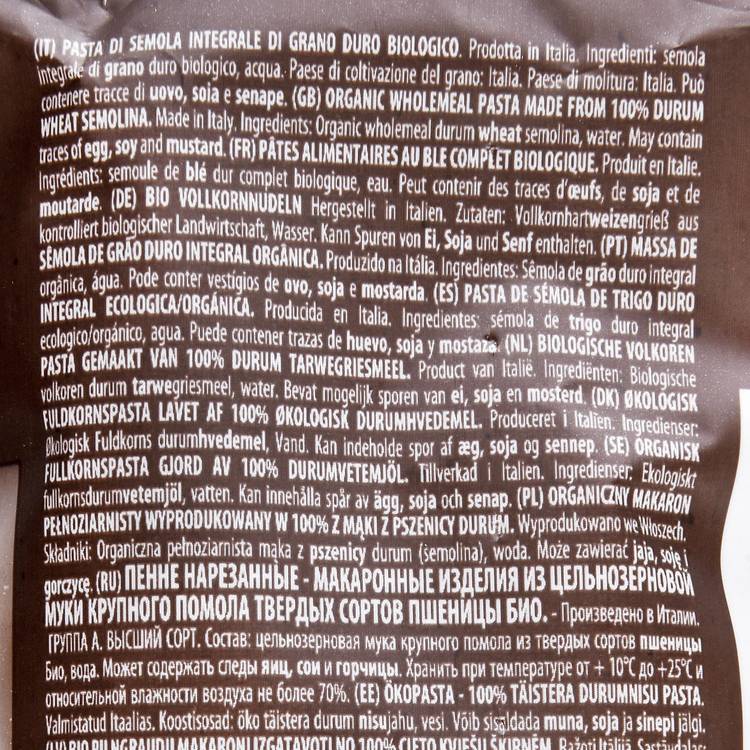 (IT) PASTA DI SEMOLA INTEGRALE DI GRANO DURO BIOLOGICO. Prodotta in Italia. Ingredienti: semola
integrale di grano duro biologico, acqua. Paese di coltivazione del grano: Italia. Paese di molitura: Italia. Può
contenere tracce di uovo, soia e senape. (GB) ORGANIC WHOLEMEAL PASTA MADE FROM 100% DURUM
WHEAT SEMOLINA. Made in Italy. Ingredients: Organic wholemeal durum wheat semolina, water. May contain
traces of egg, soy and mustard. (FR) PÂTES ALIMENTAIRES AU BLE COMPLET BIOLOGIQUE. Produit en Italie.
Ingrédients: semoule de blé dur complet biologique, eau. Peut contenir des traces d'œufs, de soja et de
moutarde. (DE) BIO VOLLKORNNUDELN Hergestellt in Italien. Zutaten: Vollkornhartweizengrieß aus
kontrolliert biologischer Landwirtschaft, Wasser. Kann Spuren von Ei, Soja und Senf enthalten. (PT) MASSA DE
SÊMOLA DE GRÃO DURO INTEGRAL ORGÂNICA. Produzido na Itália. Ingredientes: Sêmola de grão duro integral
orgânica, água. Pode conter vestigios de ovo, soja e mostarda. (ES) PASTA DE SÉMOLA DE TRIGO DURO
INTEGRAL ECOLOGICA/ORGÁNICA. Producida en Italia. Ingredientes: sémola de trigo duro integral
ecologico/orgánico, agua. Puede contener trazas de huevo, soja y mostaza. (NL) BIOLOGISCHE VOLKOREN
PASTA GEMAAKT VAN 100% DURUM TARWEGRIESMEEL. Product van Italië. Ingrediënten: Biologische
volkoren durum tarwegriesmeel, water. Bevat mogelijk sporen van ei, soja en mosterd. (DK) ØKOLOGISK
FULDKORNSPASTA LAVET AF 100% ØKOLOGISK DURUMHVEDEMEL. Produceret i Italien. Ingredienser:
Økologisk Fuldkorns durumhvedemel, Vand. Kan indeholde spor af æg, soja og sennep. (SE) ORGANISK
FULLKORNSPASTA GJORD AV 100% DURUMVETEMJÖL. Tillverkad i Italien. Ingredienser: Ekologiskt
fullkornsdurumvetemjöl, vatten. Kan innehålla spår av ägg, soja och senap. (PL) ORGANICZNY MAKARON
PEŁNOZIARNISTY WYPRODUKOWANY W 100% Z MĄKI Z PSZENICY DURUM. Wyprodukowano we Włoszech.
Składniki: Organiczna pełnoziarnista mąka z pszenicy durum (semolina), woda. Może zawierać jaja, soję i
gorczycę. (RU) ПЕННЕ НАРЕЗАННЫЕ - МАКАРОННЫЕ ИЗДЕЛИЯ ИЗ ЦЕЛЬНОЗЕРНОВОЙ
МУКИ КРУПНОГО ПОМОЛА ТВЕРДЫХ СОРТОВ ПШЕНИЦЫ БИО. - Произведено в Италии.
ГРУППА А. ВЫСШИЙ СОРТ. Состав: цельнозерновая мука крупного помола из твердых сортов пшеницы
Био, вода. Может содержать следы яиц, сои и горчицы. Хранить при температуре от + 10°C до +25°C и
относительной влажности воздуха не более 70%. (EE) ÖKOPASTA - 100% TÄISTERA DURUMNISU PASTA.
Valmistatud Itaalias. Koostisosad: öko täistera durum nisujahu, vesi. Võib sisaldada muna, soja ja sinepi jälgi.
(LV) BIO PILNGRAUDU MAKARONI IZGATAVOTI NO 100% CIETO KVIEŠU ŠĶIRNĒM. Ražoti Itālijā. Sastāvdaļas: